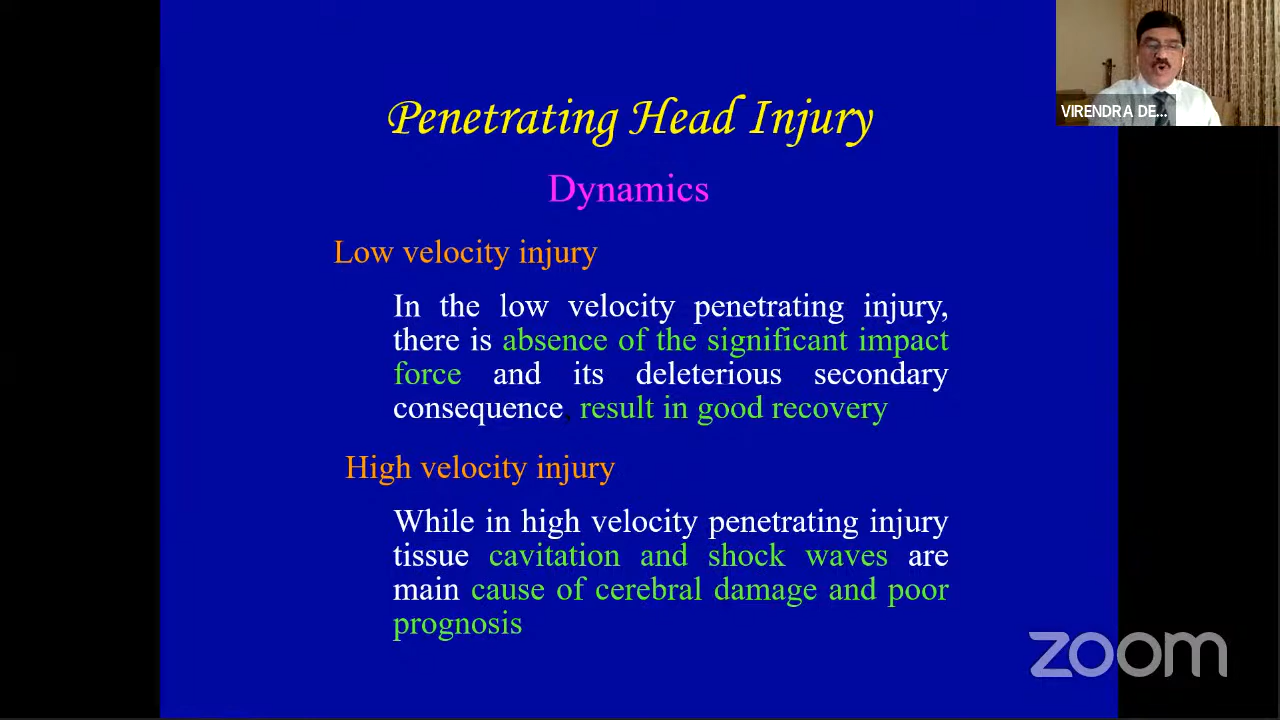 Penetrating Head Injury
VIRENDRA DE...
Dynamics
Low velocity injury
In the low velocity penetrating injury,
there is absence of the significant impact
force and its deleterious secondary
consequence, result in good recovery
High velocity injury
While in high velocity penetrating injury
tissue cavitation and shock waves are
main cause of cerebral damage and poor
prognosis
zoom